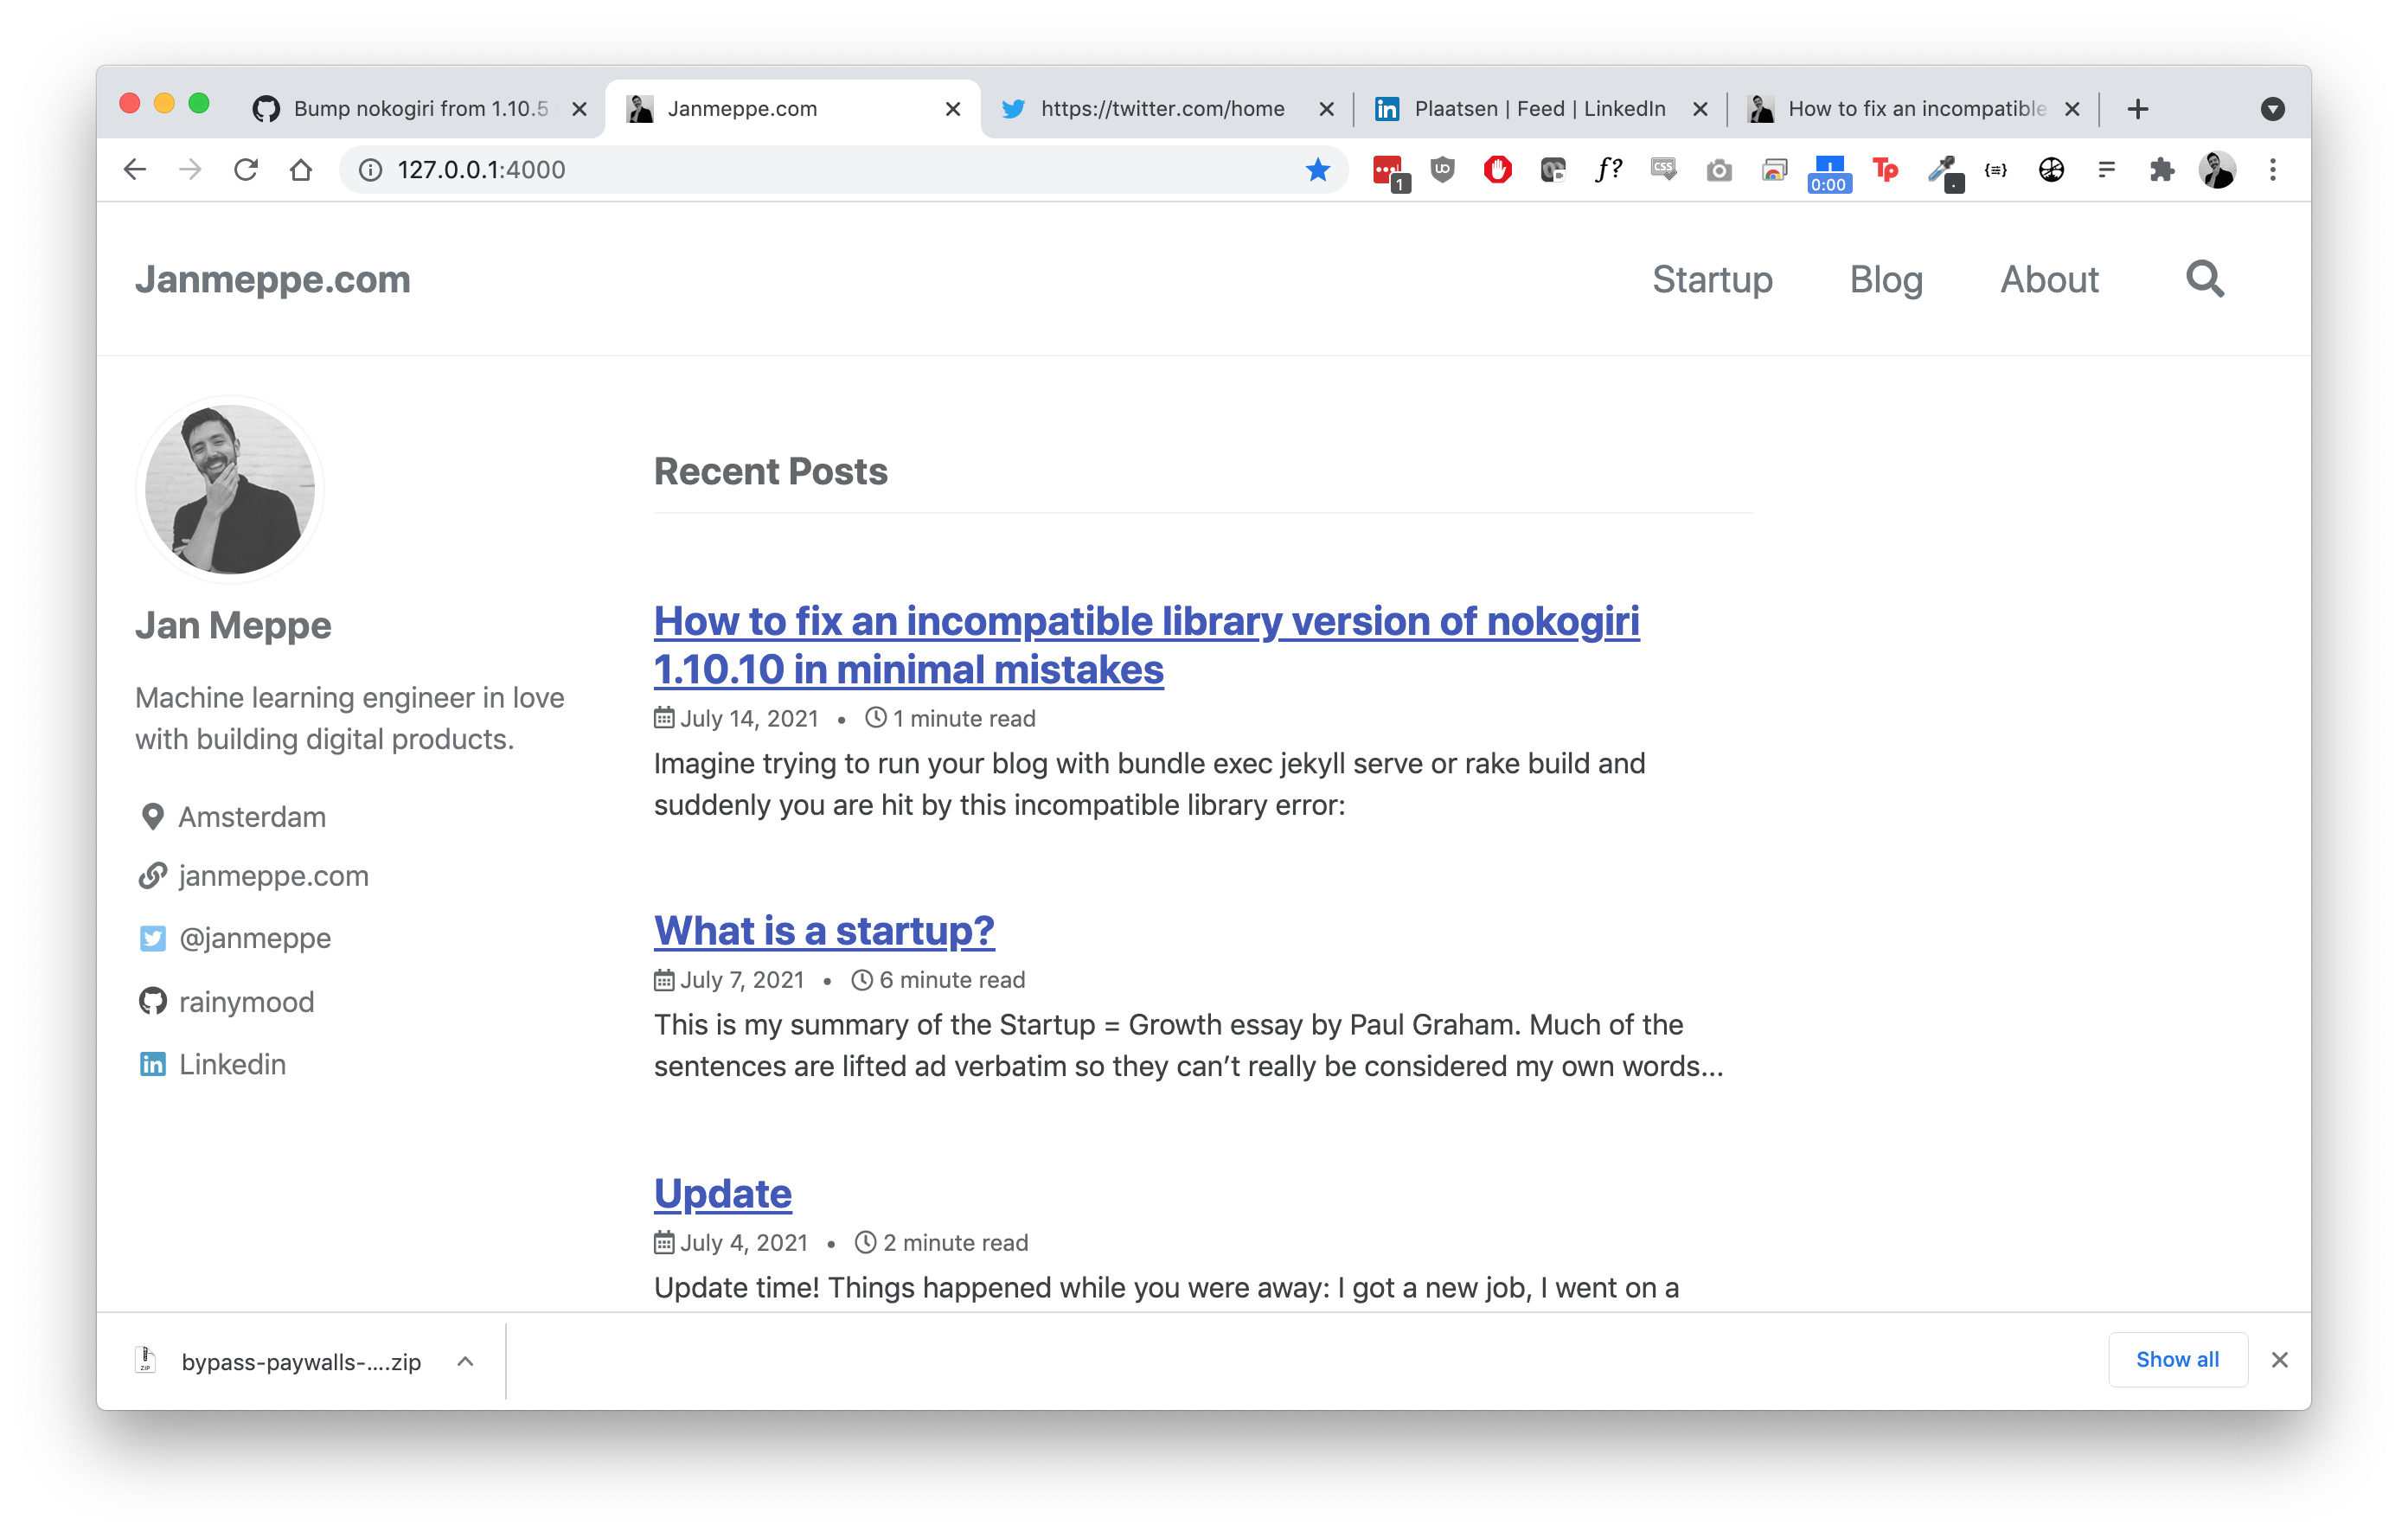 Bump nokogiri from 1.10.5
Janmeppe.com
https://twitter.com/home
Plaatsen | Feed | LinkedIn
How to fix an incompatible
127.0.0.1:4000
1
UD
f?
CSS
0:00
Tp
Janmeppe.com
Startup
Blog
About
Jan Meppe
Machine learning engineer in love
with building digital products.
Amsterdam
janmeppe.com
@janmeppe
rainymood
Linkedin
Recent Posts
How to fix an incompatible library version of nokogiri
1.10.10 in minimal mistakes
July 14, 2021 • 1 minute read
Imagine trying to run your blog with bundle exec jekyll serve or rake build and
suddenly you are hit by this incompatible library error:
What is a startup?
July 7, 2021 • 6 minute read
This is my summary of the Startup = Growth essay by Paul Graham. Much of the
sentences are lifted ad verbatim so they can’t really be considered my own words...
Update
July 4, 2021 • 2 minute read
Update time! Things happened while you were away: I got a new job, I went on a
ZIP
bypass-paywalls-....zip
Show all